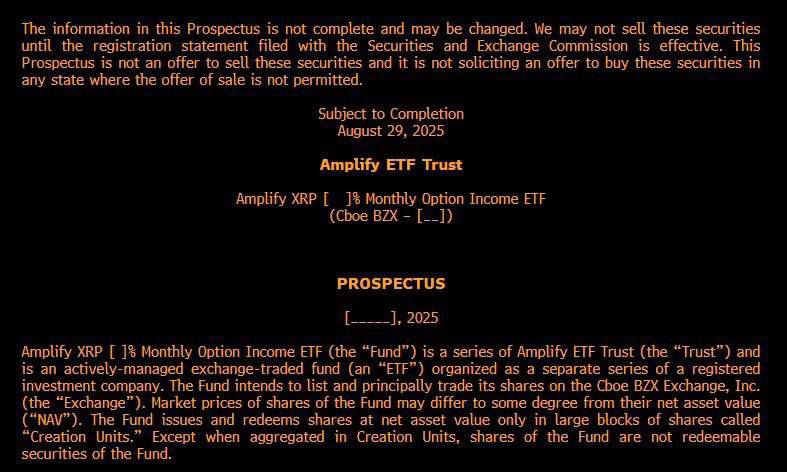 The information in this Prospectus is not complete and may be changed. We may not sell these securities
until the registration statement filed with the Securities and Exchange Commission is effective. This
Prospectus is not an offer to sell these securities and it is not soliciting an offer to buy these securities in
any state where the offer of sale is not permitted.
Subject to Completion
August 29, 2025
Amplify ETF Trust
Amplify XRP [ ]% Monthly Option Income ETF
(Cboe BZX – [__])
PROSPECTUS
[_____], 2025
Amplify XRP [ ]% Monthly Option Income ETF (the “Fund”) is a series of Amplify ETF Trust (the “Trust”) and
is an actively-managed exchange-traded fund (an “ETF”) organized as a separate series of a registered
investment company. The Fund intends to list and principally trade its shares on the Cboe BZX Exchange, Inc.
(the “Exchange”). Market prices of shares of the Fund may differ to some degree from their net asset value
(“NAV”). The Fund issues and redeems shares at net asset value only in large blocks of shares called
“Creation Units.” Except when aggregated in Creation Units, shares of the Fund are not redeemable
securities of the Fund.